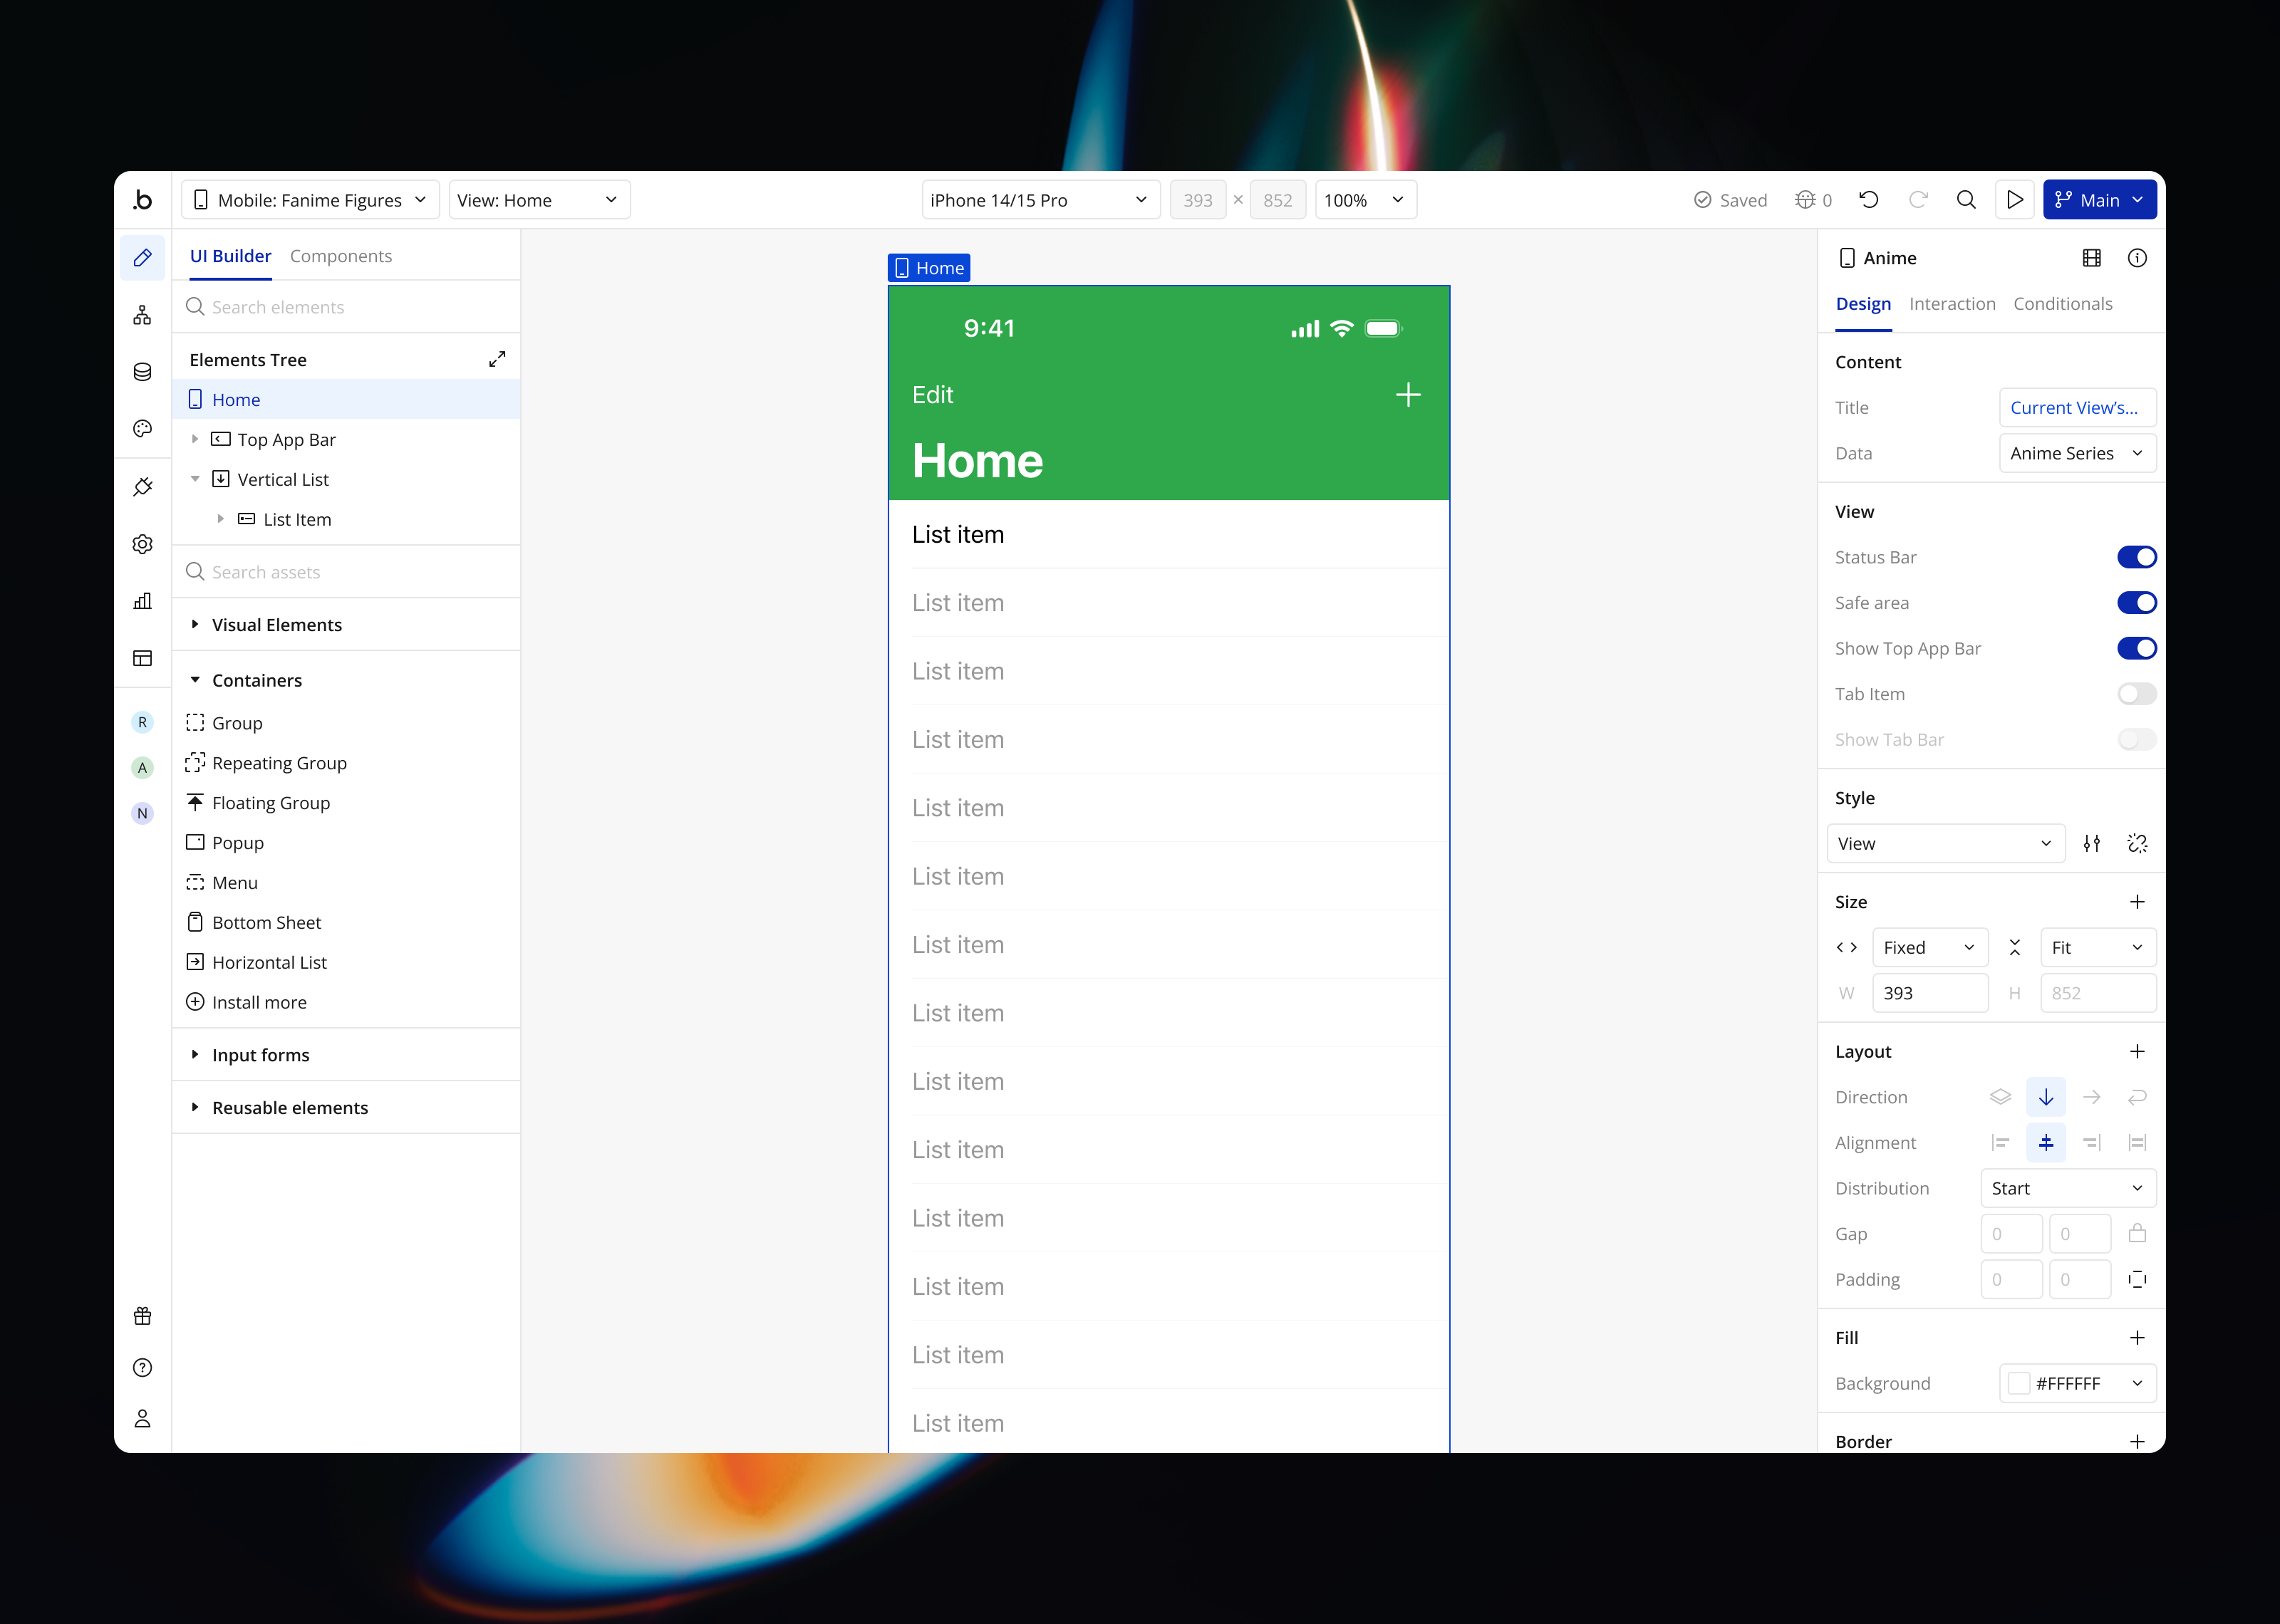 .b
Mobile: Fanime Figures
View: Home
iPhone 14/15 Pro
393 × 852
100%
Saved
0
Main
UI Builder
Components
Search elements
Elements Tree
Home
Top App Bar
Vertical List
List Item
Search assets
Visual Elements
Containers
Group
Repeating Group
Floating Group
Popup
Menu
Bottom Sheet
Horizontal List
Install more
Input forms
Reusable elements
R
A
N
Home
9:41
Edit
Home
List item
List item
List item
List item
List item
List item
List item
List item
List item
List item
List item
List item
List item
List item
Anime
Design
Interaction
Conditionals
Content
Title
Current View’s...
Data
Anime Series
View
Status Bar
Safe area
Show Top App Bar
Tab Item
Show Tab Bar
Style
View
Size
Fixed
Fit
W 393
H 852
Layout
Direction
Alignment
Distribution
Start
Gap
0
0
Padding
0
0
Fill
Background
#FFFFFF
Border